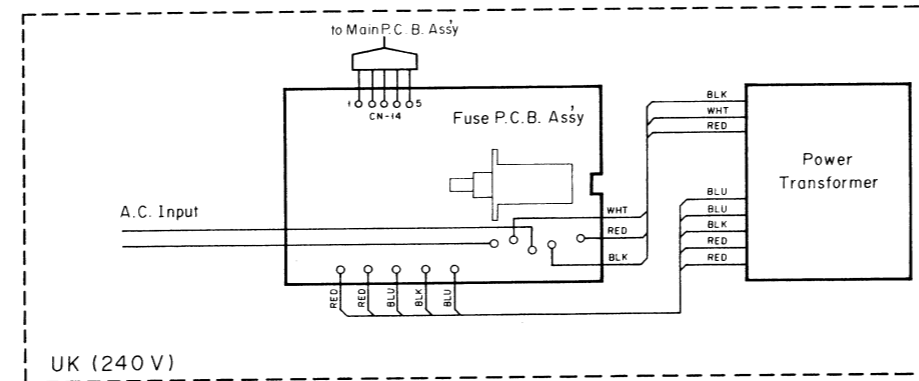 to Main P.C.B. Ass'y
1 5
CN-14
Fuse P.C.B. Ass'y
BLK
WHT
RED
Power
Transformer
A.C. Input
WHT
RED
BLK
BLU
BLU
BLK
RED
RED
RED
RED
BLU
BLK
BLU
UK (240V)